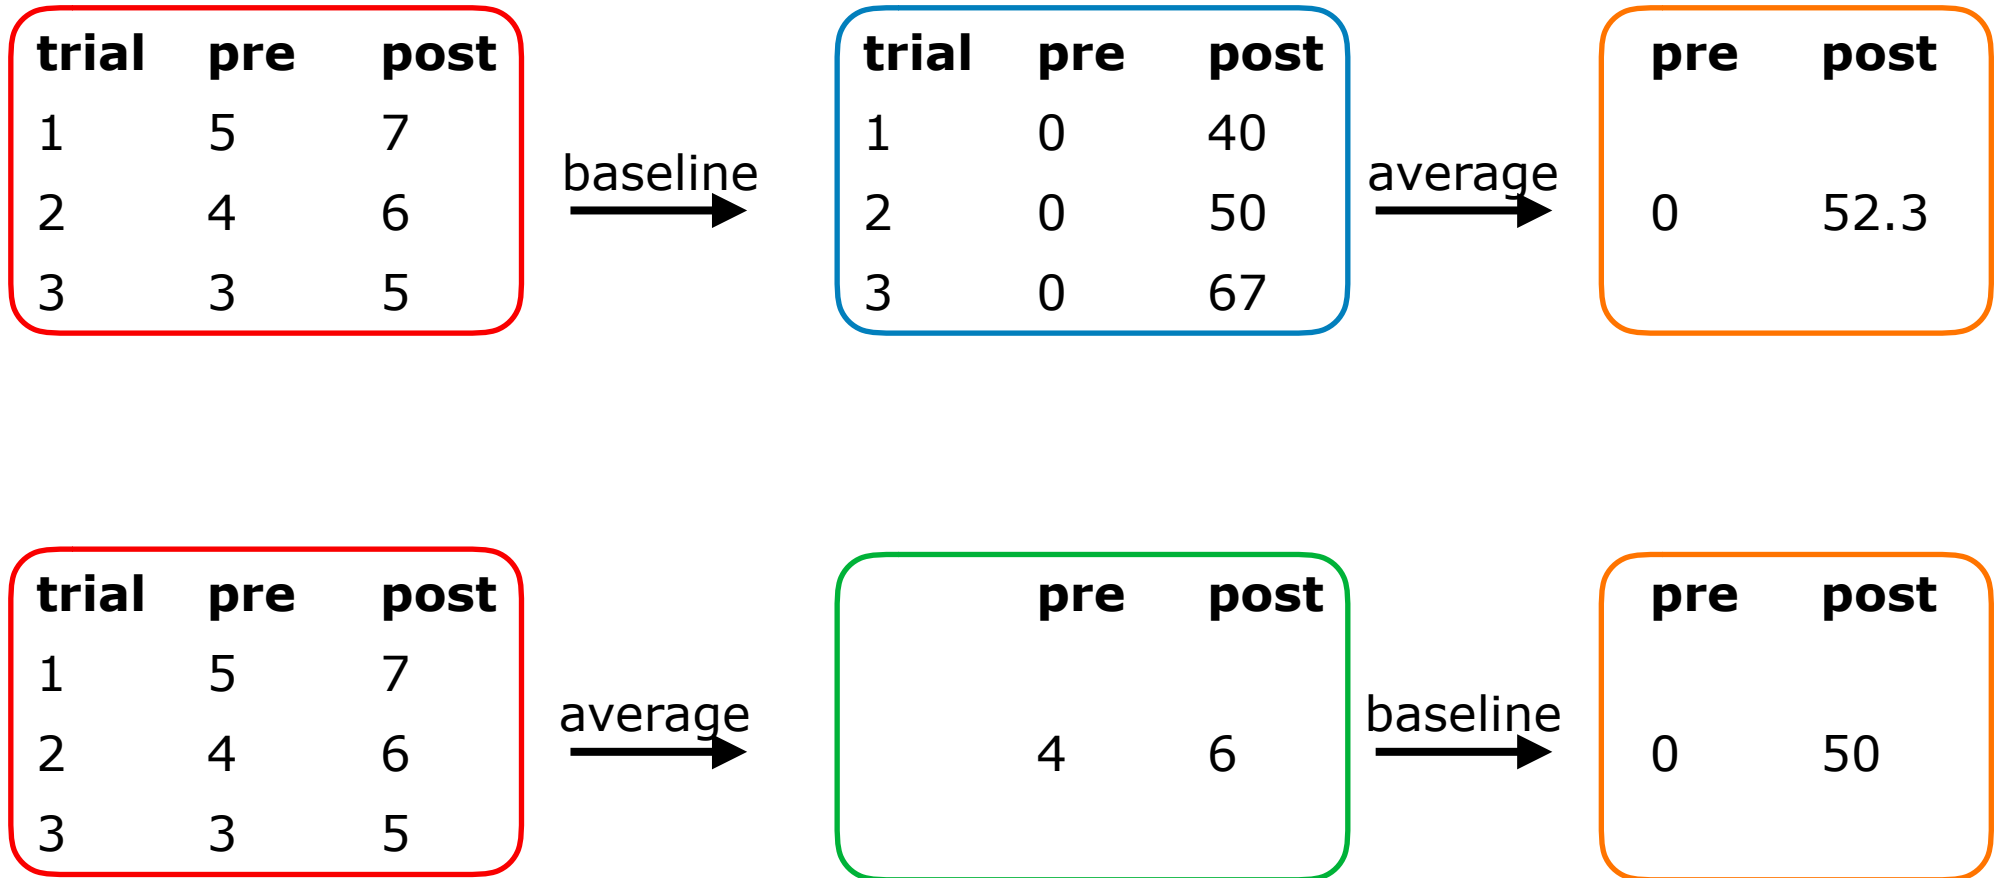 trial pre post
1 5 7
2 4 6
3 3 5
baseline
trial pre post
1 0 40
2 0 50
3 0 67
average
pre post
0 52.3
trial pre post
1 5 7
2 4 6
3 3 5
average
pre post
4 6
baseline
pre post
0 50